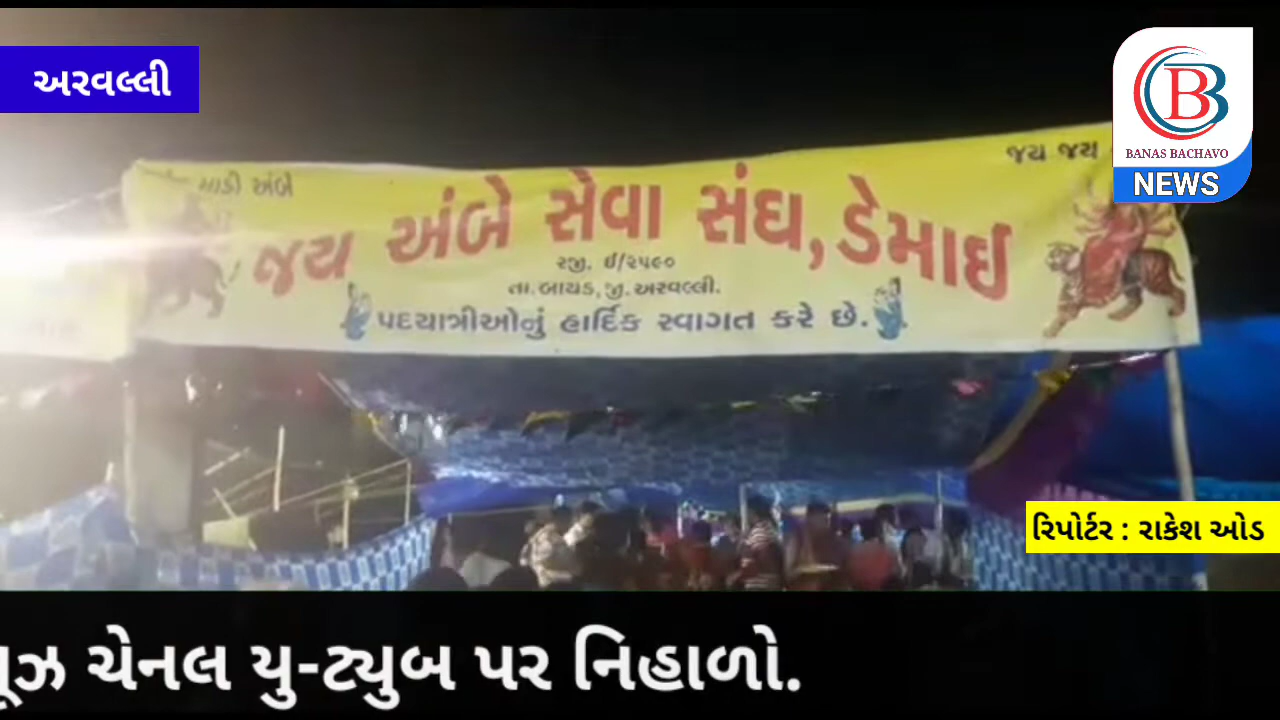 અરવલ્લી
BANAS BACHAVO
NEWS
માડી અંબે
જય જય
જય અંબે સેવા સંઘ, ડેમાઈ
રજી. ઈ/૨૫૯૦
તા. બાયડ, જી. અરવલ્લી.
પદયાત્રીઓનું હાર્દિક સ્વાગત કરે છે.
રિપોર્ટર : રાકેશ ઓડ
ચેનલ યુ-ટ્યુબ પર નિહાળો.